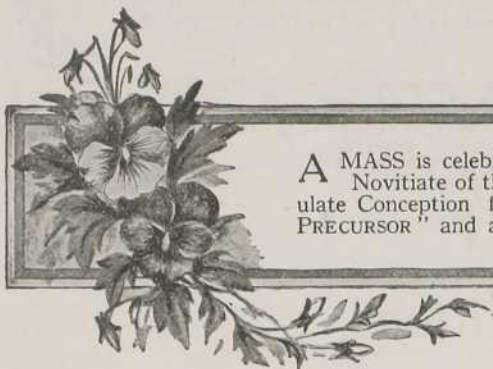 A MASS is celeb
Novitiate of th
ulate Conception f
PRECURSOR" and a